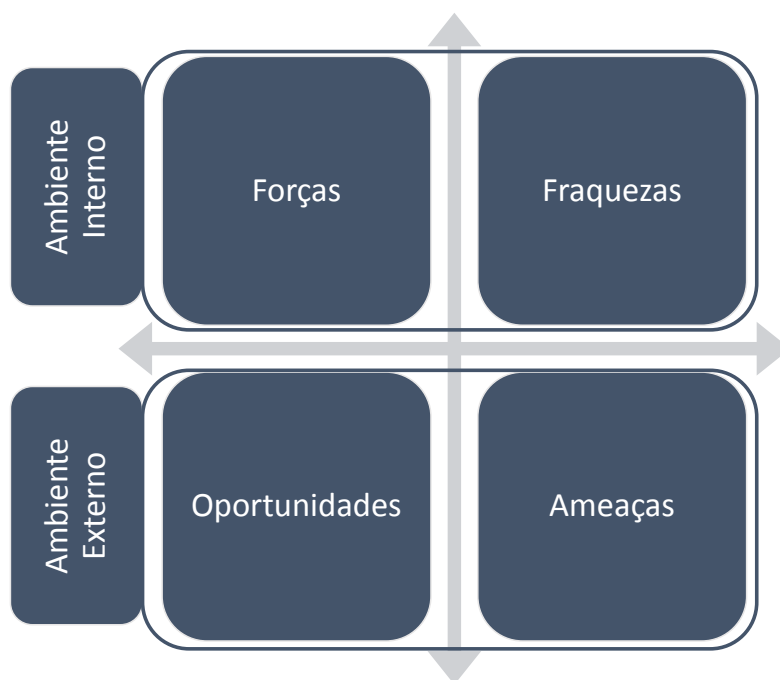 Ambiente
Interno
Forças
Fraquezas
Ambiente
Externo
Oportunidades
Ameaças